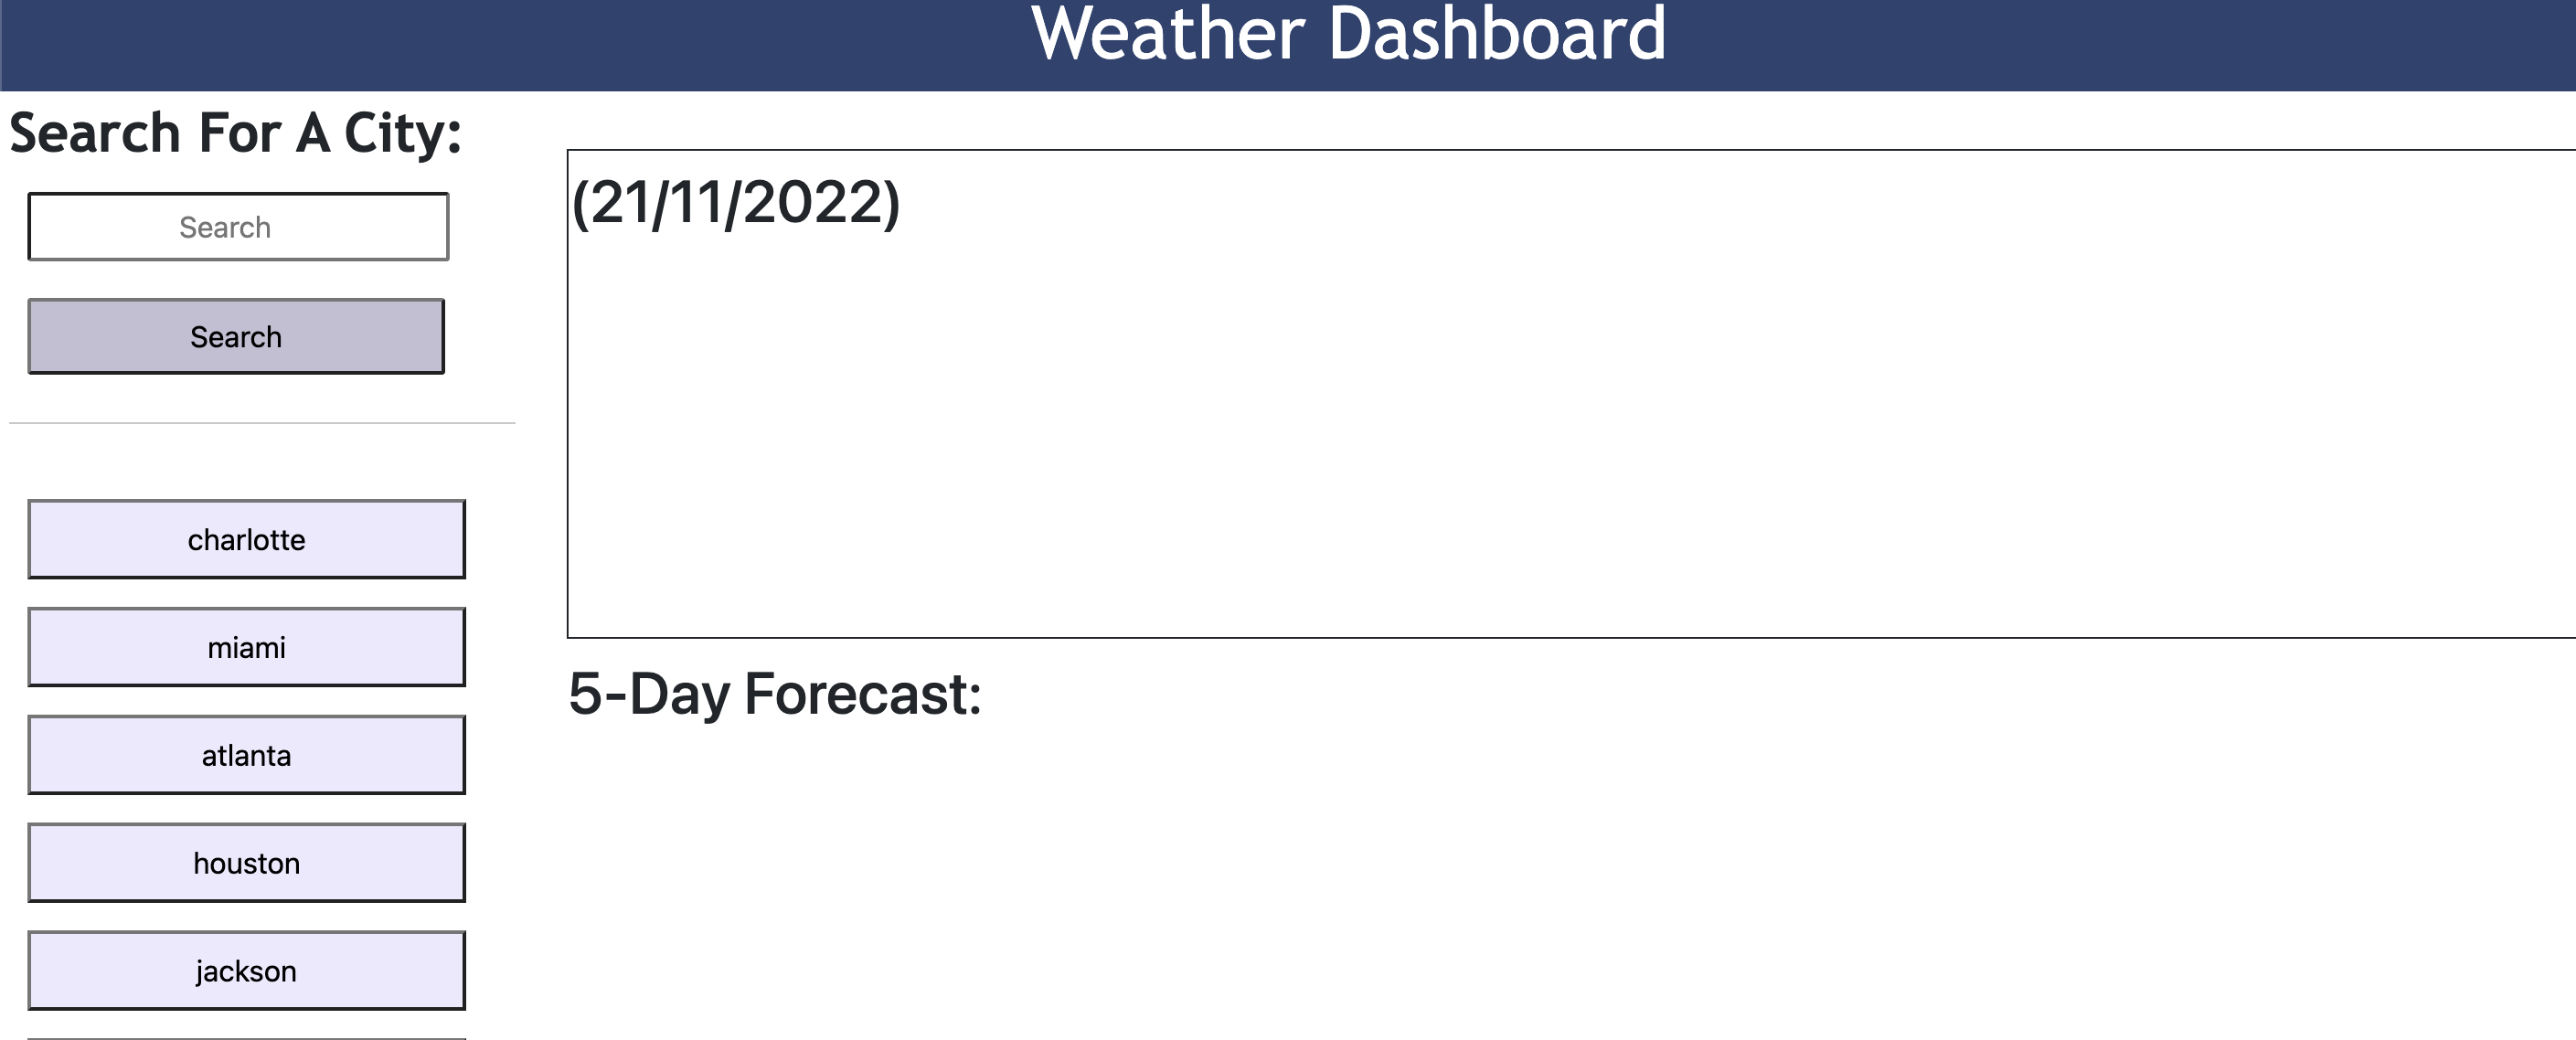 Weather Dashboard
Search For A City:
Search
Search
charlotte
miami
atlanta
houston
jackson
(21/11/2022)
5-Day Forecast: